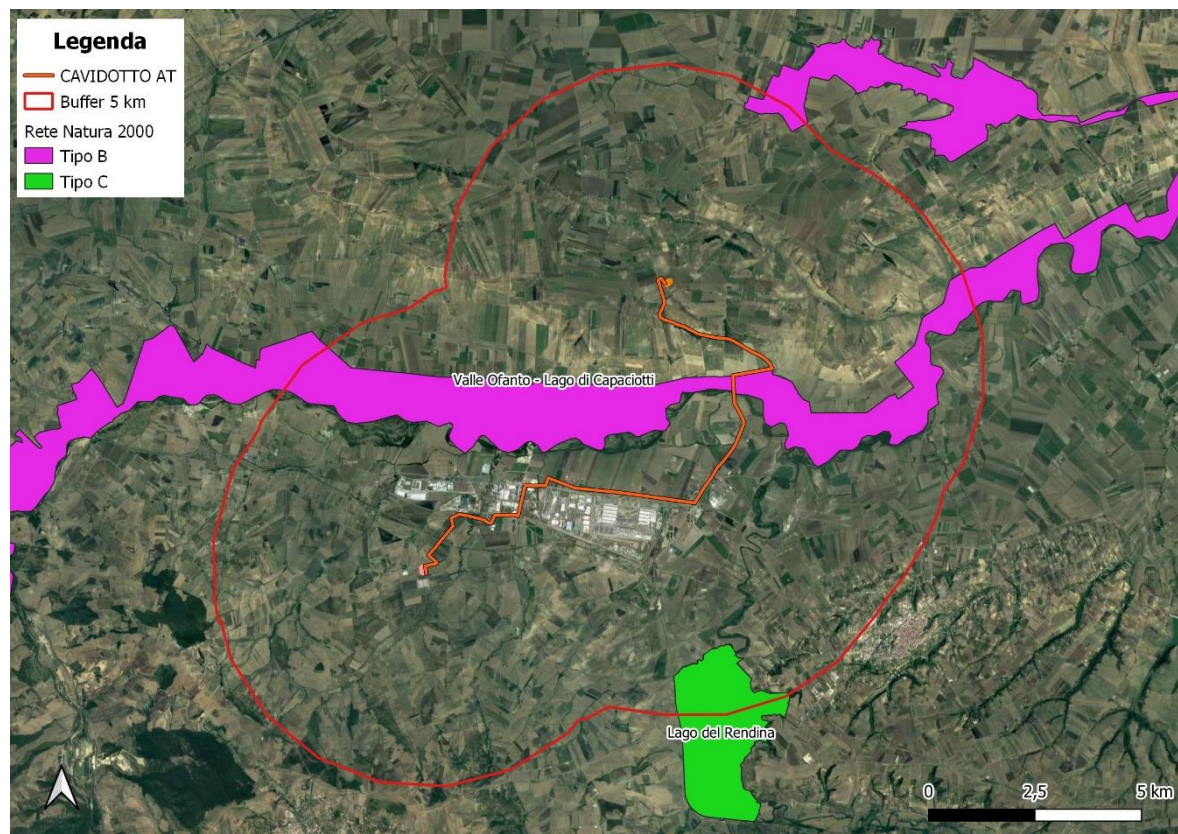 Legenda
CAVIDOTTO AT
Buffer 5 km
Rete Natura 2000
Tipo B
Tipo C
Valle Ofanto - Lago di Capaciotti
Lago del Rendina
0 2,5 5 km